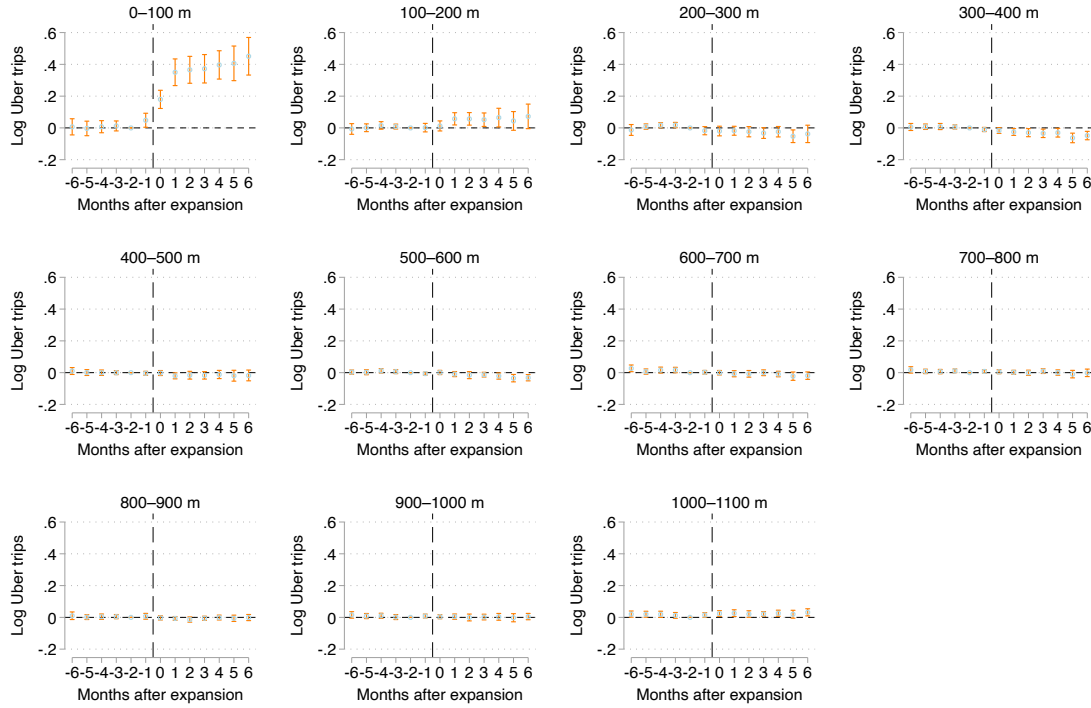 0–100 m
Log Uber trips
.6
.4
.2
0
-.2
-6 -5 -4 -3 -2 -1 0 1 2 3 4 5 6
Months after expansion
100–200 m
Log Uber trips
.6
.4
.2
0
-.2
-6 -5 -4 -3 -2 -1 0 1 2 3 4 5 6
Months after expansion
200–300 m
Log Uber trips
.6
.4
.2
0
-.2
-6 -5 -4 -3 -2 -1 0 1 2 3 4 5 6
Months after expansion
300–400 m
Log Uber trips
.6
.4
.2
0
-.2
-6 -5 -4 -3 -2 -1 0 1 2 3 4 5 6
Months after expansion
400–500 m
Log Uber trips
.6
.4
.2
0
-.2
-6 -5 -4 -3 -2 -1 0 1 2 3 4 5 6
Months after expansion
500–600 m
Log Uber trips
.6
.4
.2
0
-.2
-6 -5 -4 -3 -2 -1 0 1 2 3 4 5 6
Months after expansion
600–700 m
Log Uber trips
.6
.4
.2
0
-.2
-6 -5 -4 -3 -2 -1 0 1 2 3 4 5 6
Months after expansion
700–800 m
Log Uber trips
.6
.4
.2
0
-.2
-6 -5 -4 -3 -2 -1 0 1 2 3 4 5 6
Months after expansion
800–900 m
Log Uber trips
.6
.4
.2
0
-.2
-6 -5 -4 -3 -2 -1 0 1 2 3 4 5 6
Months after expansion
900–1000 m
Log Uber trips
.6
.4
.2
0
-.2
-6 -5 -4 -3 -2 -1 0 1 2 3 4 5 6
Months after expansion
1000–1100 m
Log Uber trips
.6
.4
.2
0
-.2
-6 -5 -4 -3 -2 -1 0 1 2 3 4 5 6
Months after expansion